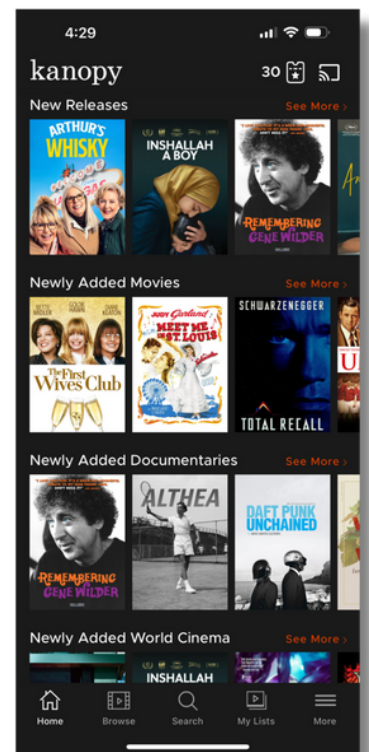 4:29
kanopy
30
New Releases
See More >
ARTHUR'S
WHISKY
INSHALLAH
A BOY
REMEMBERING
GENE WILDER
Newly Added Movies
See More >
BETTE
MIDLER
GOLDIE
HAWN
DIANE
KEATON
The First
Wives Club
JUDY Garland
MEET ME
IN ST. LOUIS
SCHWARZENEGGER
TOTAL RECALL
U
Newly Added Documentaries
See More >
REMEMBERING
GENE WILDER
ALTHEA
DAFT PUNK
UNCHAINED
Newly Added World Cinema
See More >
INSHALLAH
Home
Browse
Search
My Lists
More